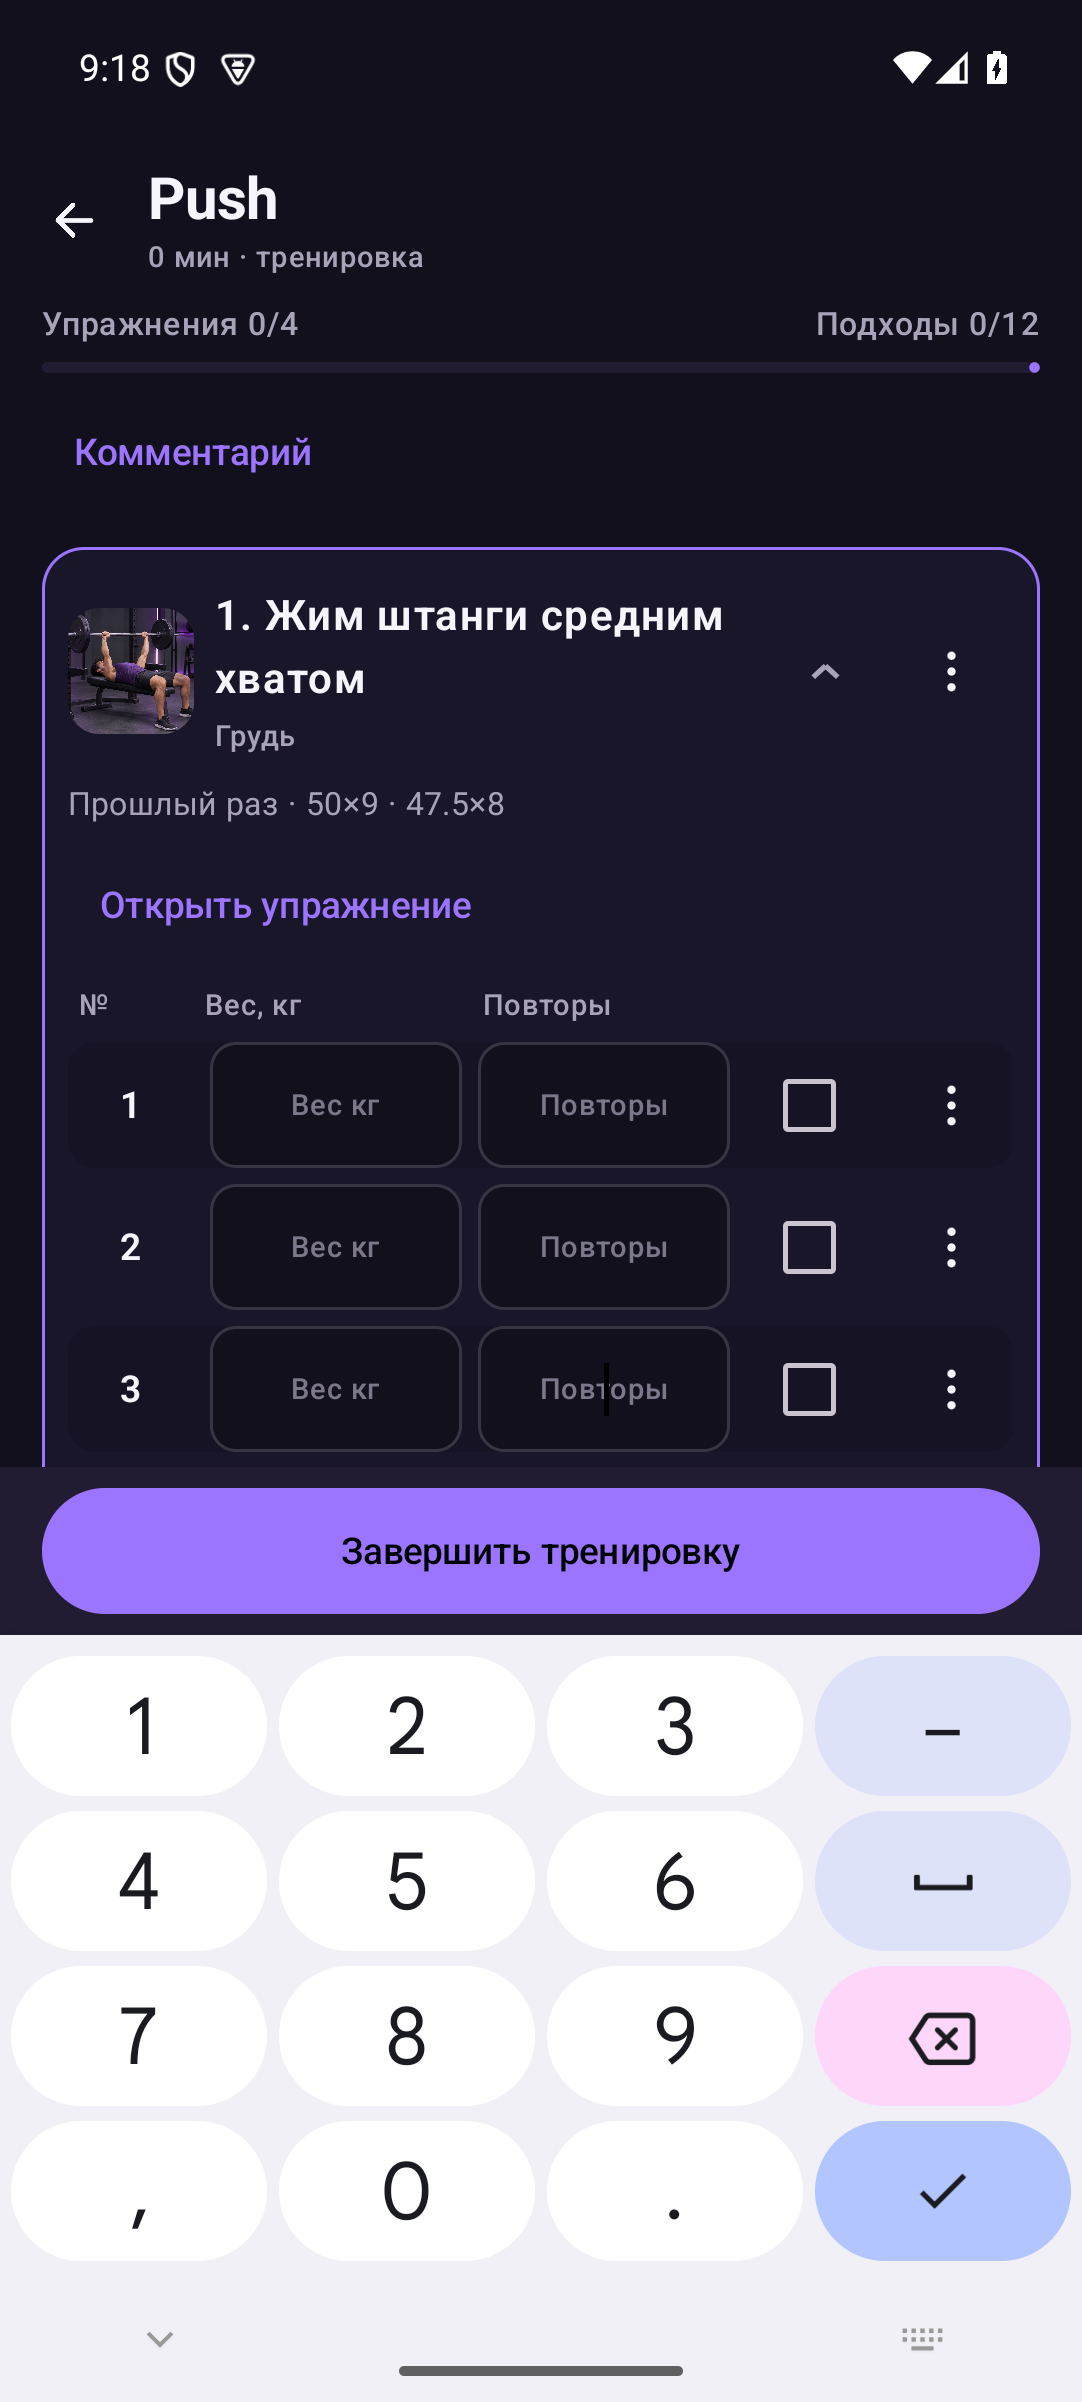 9:18
Push
0 мин · тренировка
Упражнения 0/4
Подходы 0/12
Комментарий
1. Жим штанги средним
хватом
Грудь
Прошлый раз · 50×9 · 47.5×8
Открыть упражнение
№ Вес, кг Повторы
1 Вес кг Повторы
2 Вес кг Повторы
3 Вес кг Повторы
Завершить тренировку
1 2 3 –
4 5 6
7 8 9
, 0 .